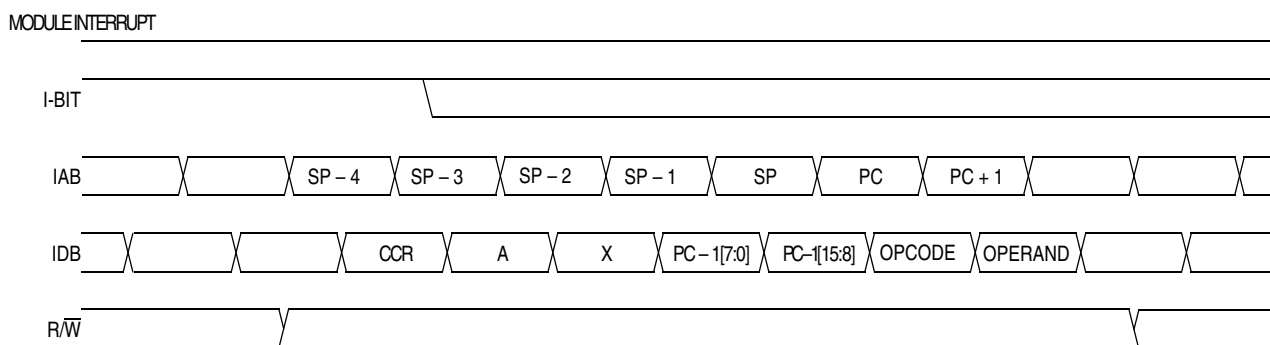 MODULE INTERRUPT
I-BIT
IAB SP – 4 SP – 3 SP – 2 SP – 1 SP PC PC + 1
IDB CCR A X PC – 1[7:0] PC–1[15:8] OPCODE OPERAND
R/W̅